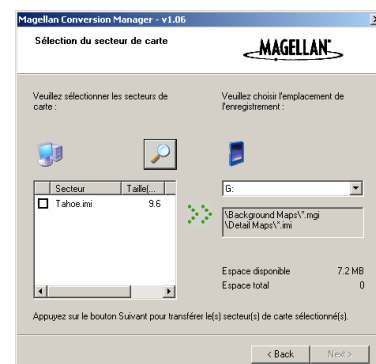 Magellan Conversion Manager - v1.06
Sélection du secteur de carte
MAGELLAN
Veuillez sélectionner les secteurs de
carte :
Veuillez choisir l'emplacement de
l'enregistrement :
Secteur Taille(...
Tahoe.imi 9.6
G:
\Background Maps\*.mgi
\Detail Maps\*.imi
Espace disponible 7.2 MB
Espace total 0
Appuyez sur le bouton Suivant pour transférer le(s) secteur(s) de carte sélectionné(s).
< Back Next >